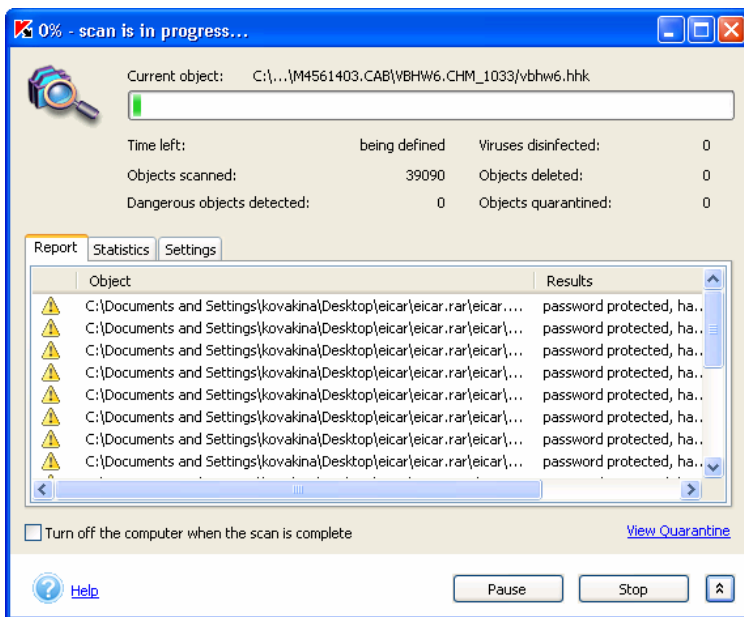 0% - scan is in progress...
Current object: C:\...\M4561403.CAB\VBHW6.CHM_1033/vbhw6.hhk
Time left: being defined Viruses disinfected: 0
Objects scanned: 39090 Objects deleted: 0
Dangerous objects detected: 0 Objects quarantined: 0
Report Statistics Settings
Object Results
C:\Documents and Settings\kovakina\Desktop\eicar\eicar.rar\eicar.... password protected, ha...
C:\Documents and Settings\kovakina\Desktop\eicar\eicar.rar\eicar\... password protected, ha...
C:\Documents and Settings\kovakina\Desktop\eicar\eicar.rar\eicar\... password protected, ha...
C:\Documents and Settings\kovakina\Desktop\eicar\eicar.rar\eicar\... password protected, ha...
C:\Documents and Settings\kovakina\Desktop\eicar\eicar.rar\eicar\... password protected, ha...
C:\Documents and Settings\kovakina\Desktop\eicar\eicar.rar\eicar\... password protected, ha...
C:\Documents and Settings\kovakina\Desktop\eicar\eicar.rar\eicar\... password protected, ha...
C:\Documents and Settings\kovakina\Desktop\eicar\eicar.rar\eicar\... password protected, ha...
Turn off the computer when the scan is complete View Quarantine
Help Pause Stop